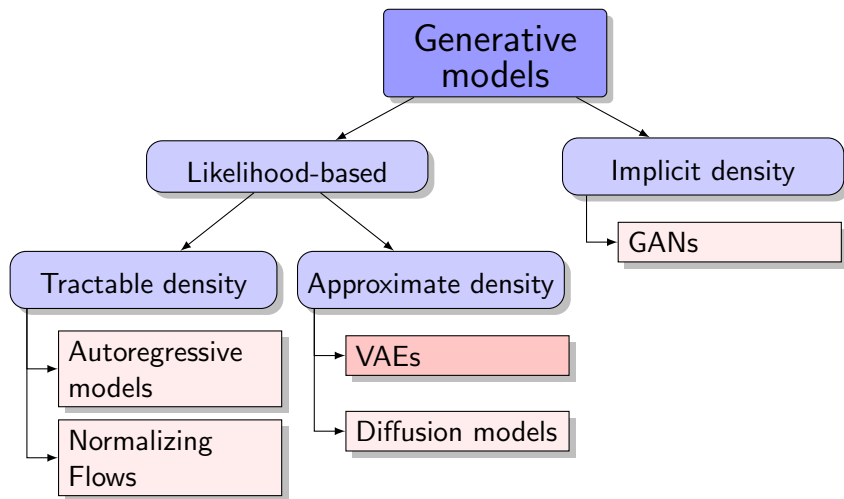 Generative
models
Likelihood-based
Implicit density
GANs
Tractable density
Approximate density
Autoregressive
models
VAEs
Normalizing
Flows
Diffusion models